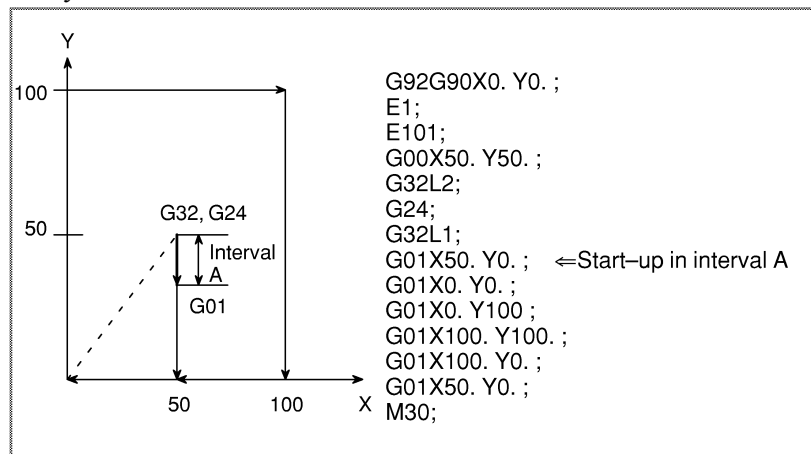 Y
100
50
G32, G24
Interval
A
G01
50
100
X
G92G90X0. Y0. ;
E1;
E101;
G00X50. Y50. ;
G32L2;
G24;
G32L1;
G01X50. Y0. ; ⇐Start–up in interval A
G01X0. Y0. ;
G01X0. Y100 ;
G01X100. Y100. ;
G01X100. Y0. ;
G01X50. Y0. ;
M30;